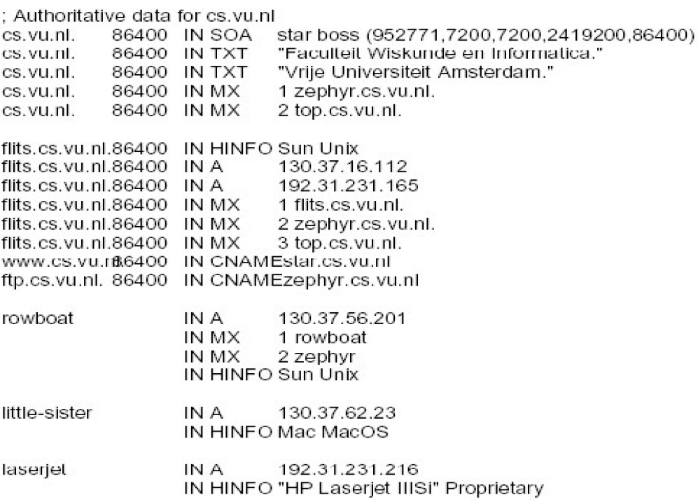 ; Authoritative data for cs.vu.nl
cs.vu.nl. 86400 IN SOA star boss (952771,7200,7200,2419200,86400)
cs.vu.nl. 86400 IN TXT "Faculteit Wiskunde en Informatica."
cs.vu.nl. 86400 IN TXT "Vrije Universiteit Amsterdam."
cs.vu.nl. 86400 IN MX 1 zephyr.cs.vu.nl.
cs.vu.nl. 86400 IN MX 2 top.cs.vu.nl.
flits.cs.vu.nl.86400 IN HINFO Sun Unix
flits.cs.vu.nl.86400 IN A 130.37.16.112
flits.cs.vu.nl.86400 IN A 192.31.231.165
flits.cs.vu.nl.86400 IN MX 1 flits.cs.vu.nl.
flits.cs.vu.nl.86400 IN MX 2 zephyr.cs.vu.nl.
flits.cs.vu.nl.86400 IN MX 3 top.cs.vu.nl.
www.cs.vu.nl.86400 IN CNAMEstar.cs.vu.nl
ftp.cs.vu.nl. 86400 IN CNAMEzephyr.cs.vu.nl
rowboat IN A 130.37.56.201
IN MX 1 rowboat
IN MX 2 zephyr
IN HINFO Sun Unix
little-sister IN A 130.37.62.23
IN HINFO Mac MacOS
laserjet IN A 192.31.231.216
IN HINFO "HP Laserjet IIISi" Proprietary